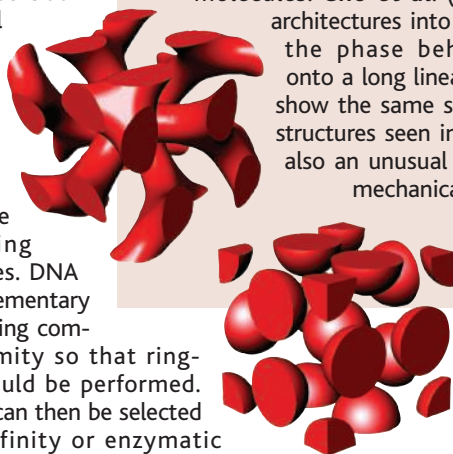 l
e
ing
es. DNA
ementary
ing com-
mity so that ring-
ould be performed.
can then be selected
finity or enzymatic
molecules. Cho et al. (
architectures into
the phase beh
onto a long linea
show the same s
structures seen in
also an unusual
mechanica